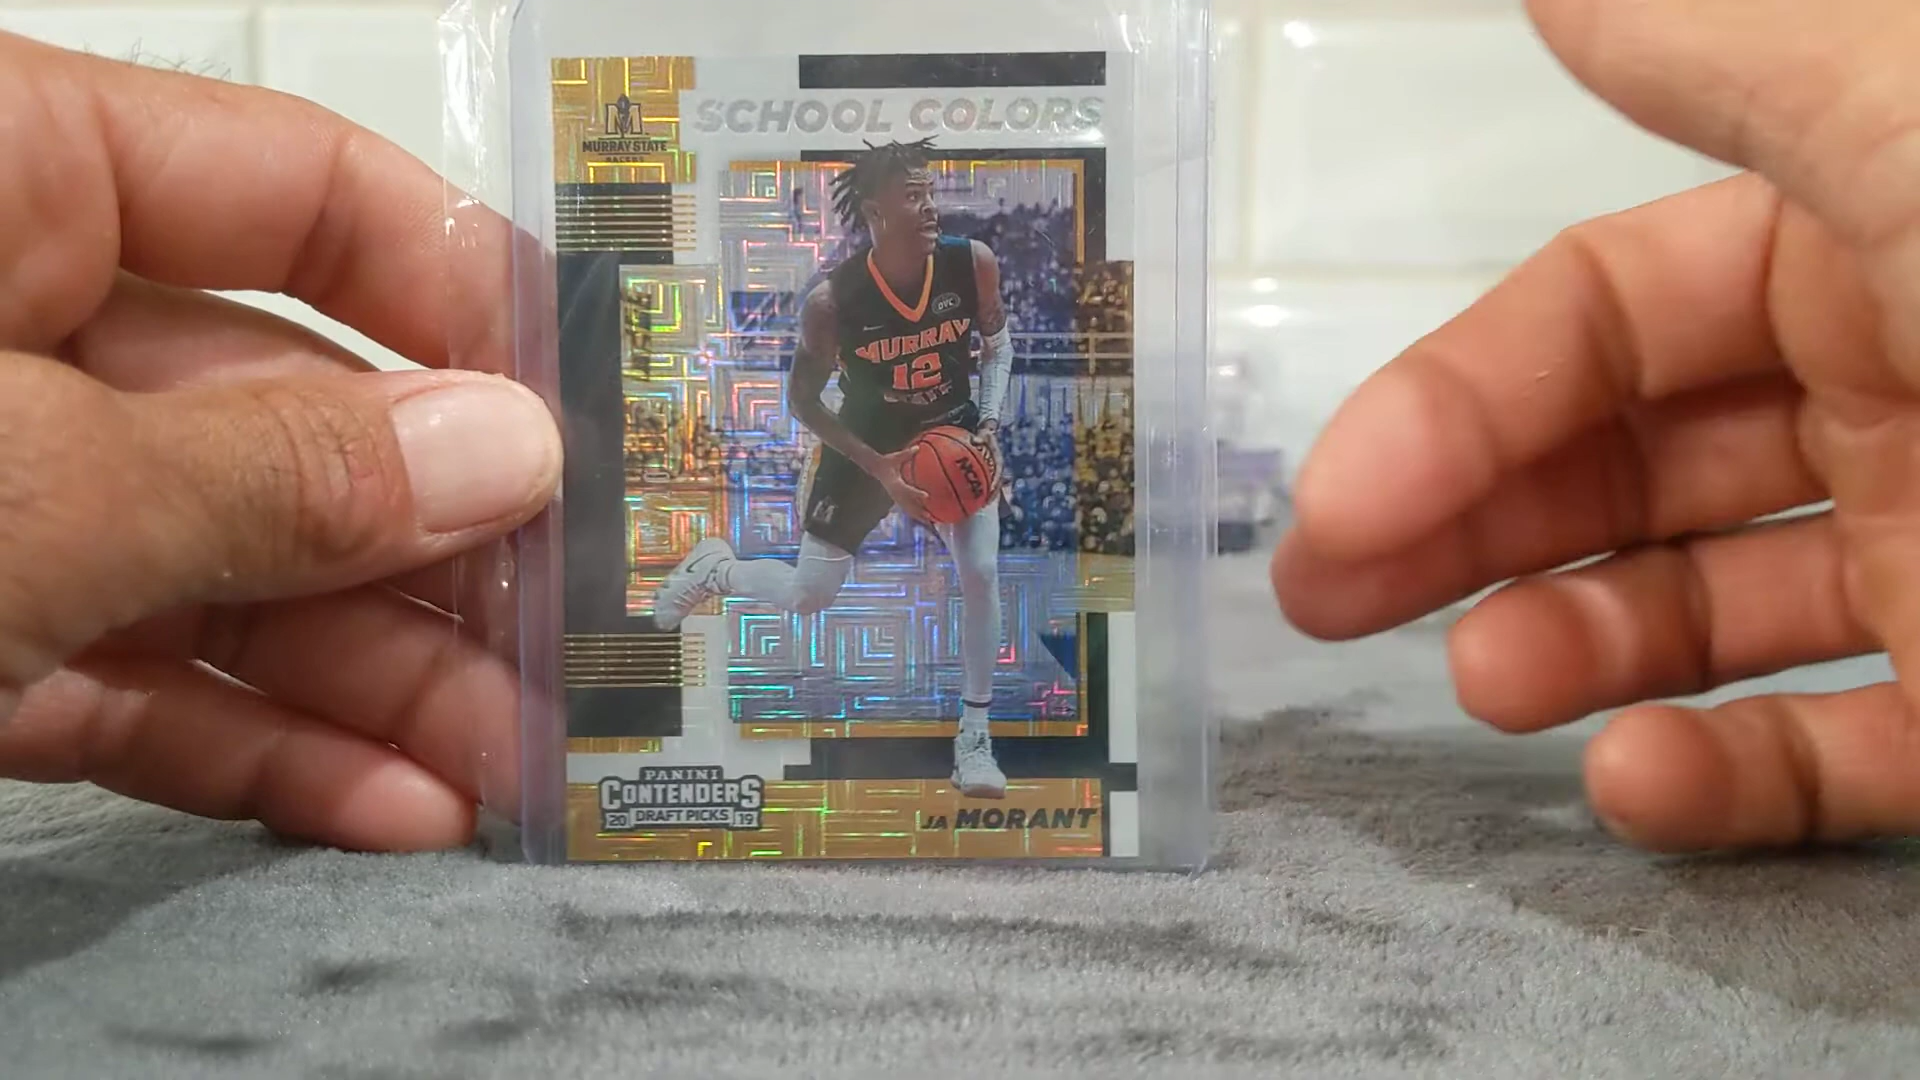 SCHOOL COLORS
M
MURRAY STATE
RACERS
OVC
MURRAY
12
NCAA
M
PANINI
CONTENDERS
20 DRAFT PICKS 19
JA MORANT